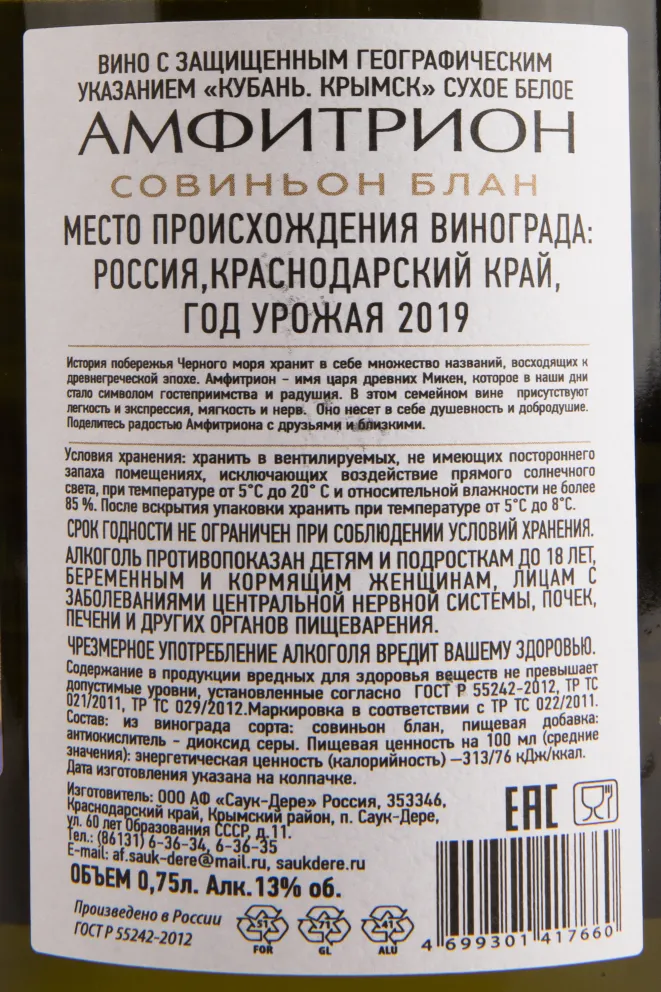 ВИНО С ЗАЩИЩЕННЫМ ГЕОГРАФИЧЕСКИМ
УКАЗАНИЕМ «КУБАНЬ. КРЫМСК» СУХОЕ БЕЛОЕ
АМФИТРИОН
СОВИНЬОН БЛАН
МЕСТО ПРОИСХОЖДЕНИЯ ВИНОГРАДА:
РОССИЯ,КРАСНОДАРСКИЙ КРАЙ,
ГОД УРОЖАЯ 2019
История побережья Черного моря хранит в себе множество названий, восходящих к
древнегреческой эпохе. Амфитрион – имя царя древних Микен, которое в наши дни
стало символом гостеприимства и радушия. В этом семейном вине присутствуют
легкость и экспрессия, мягкость и нерв. Оно несет в себе душевность и добродушие.
Поделитесь радостью Амфитриона с друзьями и близкими.
Условия хранения: хранить в вентилируемых, не имеющих постороннего
запаха помещениях, исключающих воздействие прямого солнечного
света, при температуре от 5°С до 20° С и относительной влажности не более
85 %. После вскрытия упаковки хранить при температуре от 5°С до 8°С.
СРОК ГОДНОСТИ НЕ ОГРАНИЧЕН ПРИ СОБЛЮДЕНИИ УСЛОВИЙ ХРАНЕНИЯ.
АЛКОГОЛЬ ПРОТИВОПОКАЗАН ДЕТЯМ И ПОДРОСТКАМ ДО 18 ЛЕТ,
БЕРЕМЕННЫМ И КОРМЯЩИМ ЖЕНЩИНАМ, ЛИЦАМ С
ЗАБОЛЕВАНИЯМИ ЦЕНТРАЛЬНОЙ НЕРВНОЙ СИСТЕМЫ, ПОЧЕК,
ПЕЧЕНИ И ДРУГИХ ОРГАНОВ ПИЩЕВАРЕНИЯ.
ЧРЕЗМЕРНОЕ УПОТРЕБЛЕНИЕ АЛКОГОЛЯ ВРЕДИТ ВАШЕМУ ЗДОРОВЬЮ.
Содержание в продукции вредных для здоровья веществ не превышает
допустимые уровни, установленные согласно ГОСТ Р 55242-2012, ТР ТС
021/2011, ТР ТС 029/2012.Маркировка в соответствии с ТР ТС 022/2011.
Состав: из винограда сорта: совиньон блан, пищевая добавка:
антиокислитель – диоксид серы. Пищевая ценность на 100 мл (средние
значения): энергетическая ценность (калорийность) –313/76 кДж/ккал.
Дата изготовления указана на колпачке.
Изготовитель: ООО АФ «Саук-Дере» Россия, 353346,
Краснодарский край, Крымский район, п. Саук-Дере,
ул. 60 лет Образования СССР, д.11.
Тел.: (86131) 6-36-34, 6-36-35
E-mail: af.sauk-dere@mail.ru, saukdere.ru
ОБЪЕМ 0,75л. Алк.13% об.
EAC
Произведено в России
ГОСТ Р 55242-2012
51
FOR
71
GL
41
ALU
4 699301 417660